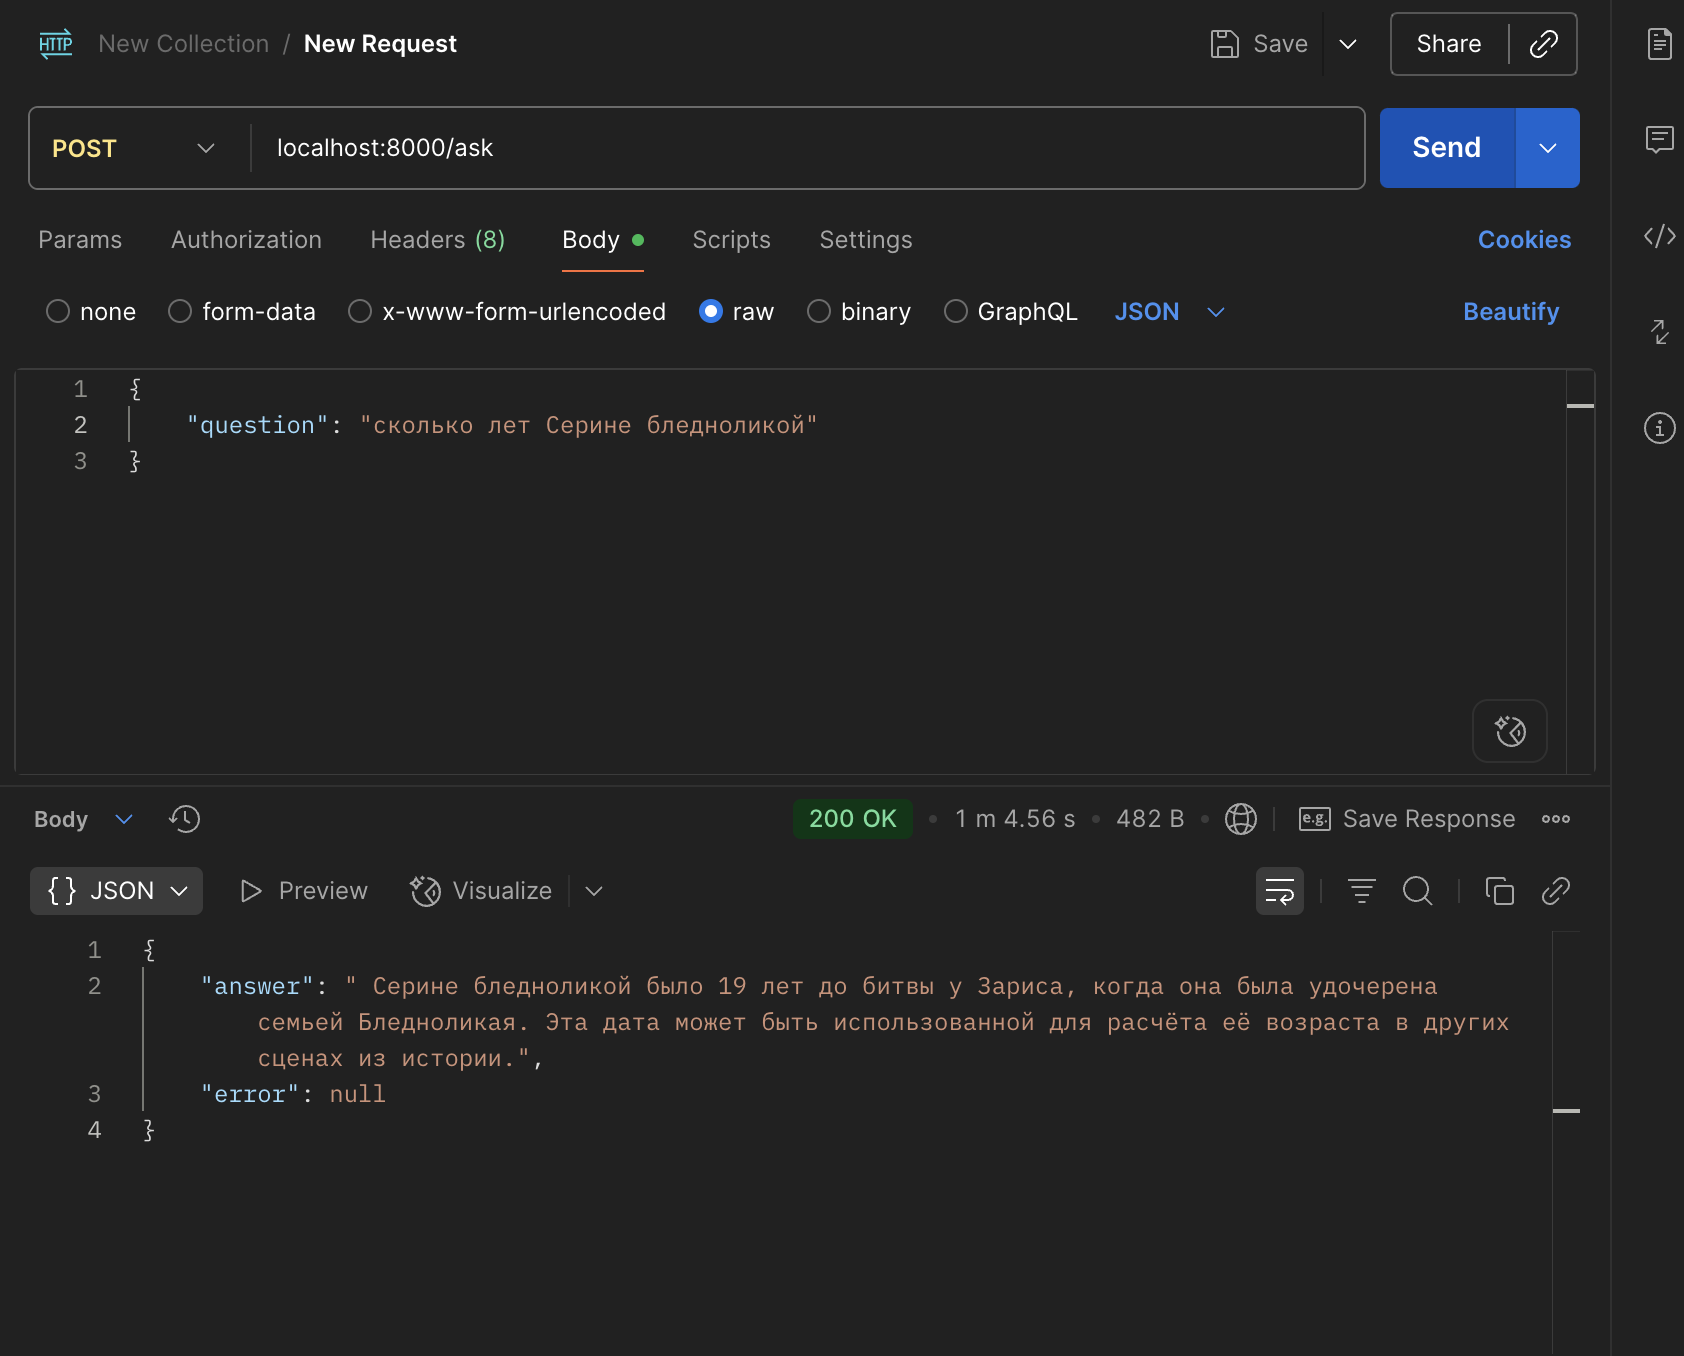 HTTP New Collection / New Request Save Share
POST localhost:8000/ask Send
Params Authorization Headers (8) Body Scripts Settings Cookies
none form-data x-www-form-urlencoded raw binary GraphQL JSON Beautify
1 {
2 "question": "сколько лет Серине бледноликой"
3 }
Body 200 OK • 1 m 4.56 s • 482 B • e.g. Save Response
{} JSON Preview Visualize
1 {
2 "answer": " Серине бледноликой было 19 лет до битвы у Зариса, когда она была удочерена
семьей Бледноликая. Эта дата может быть использованной для расчёта её возраста в других
сценах из истории.",
3 "error": null
4 }